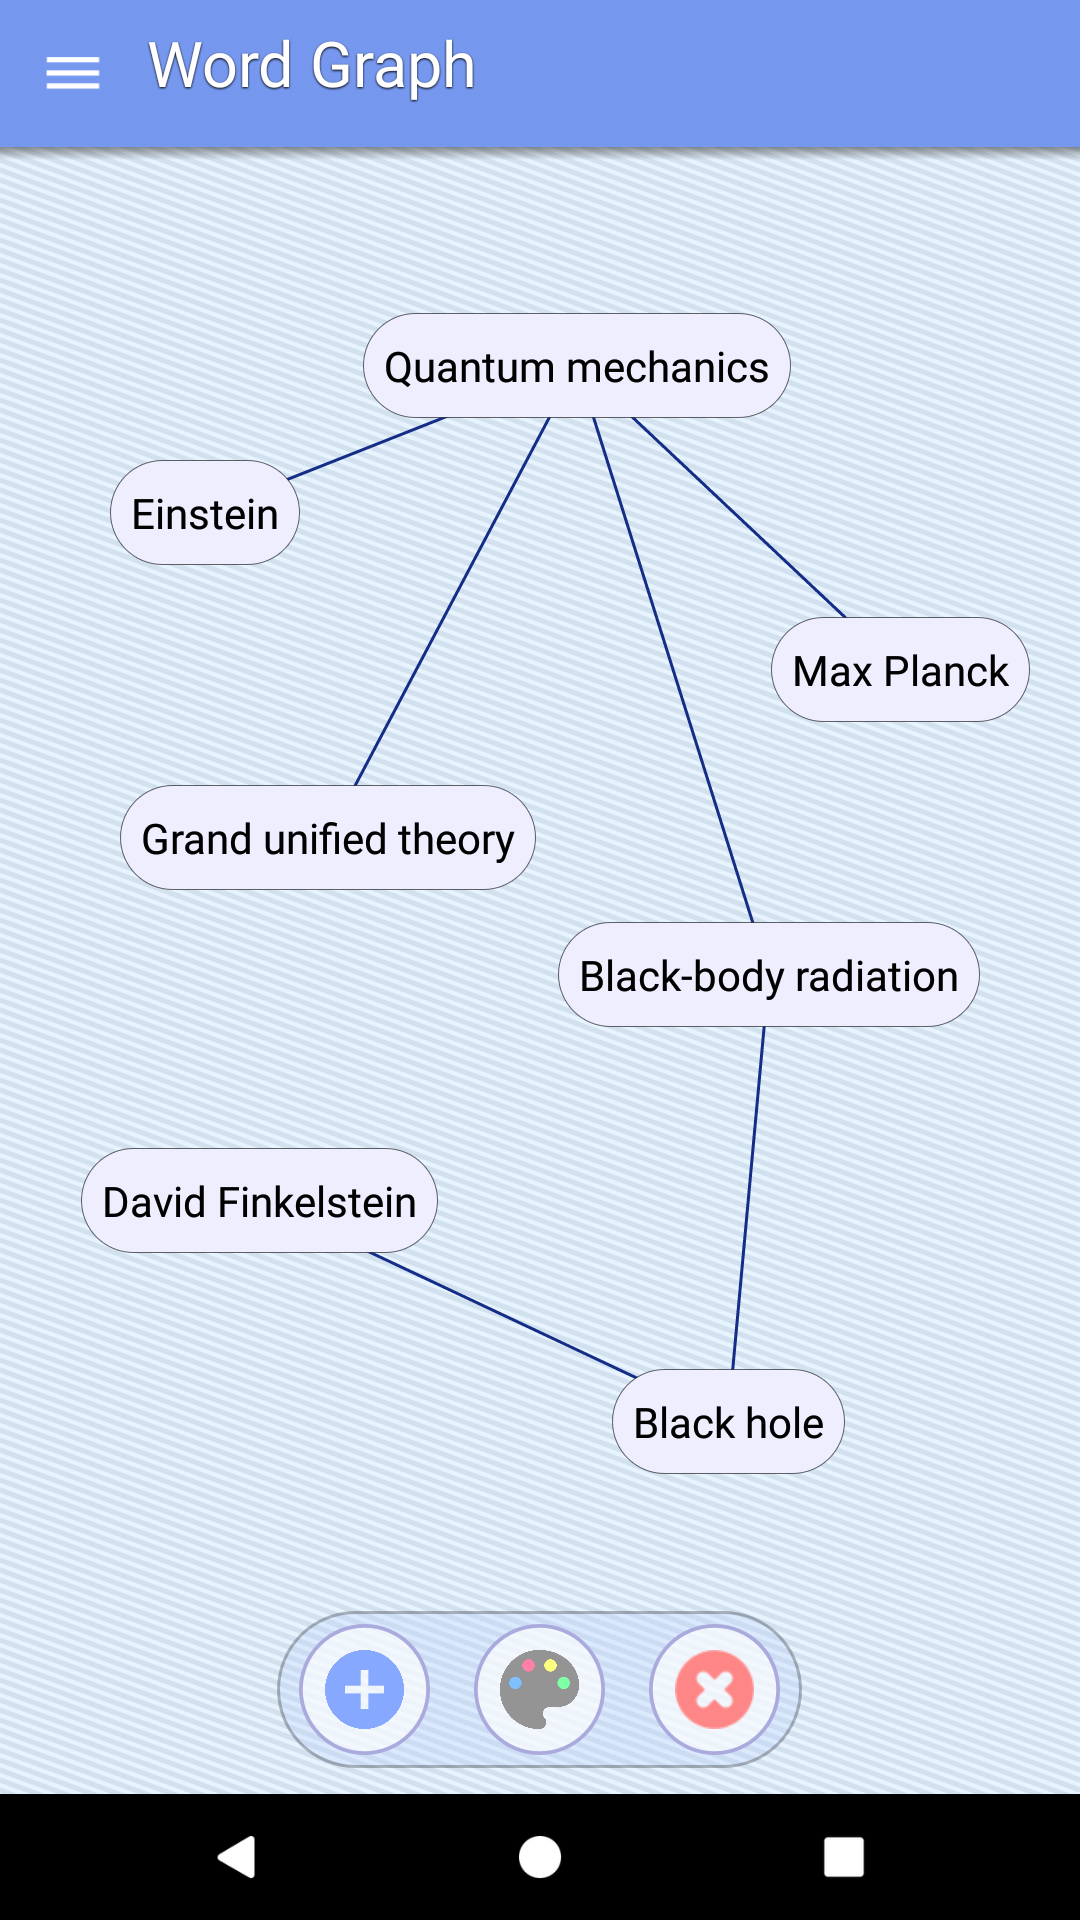 Word Graph
Quantum mechanics
Einstein
Max Planck
Grand unified theory
Black-body radiation
David Finkelstein
Black hole